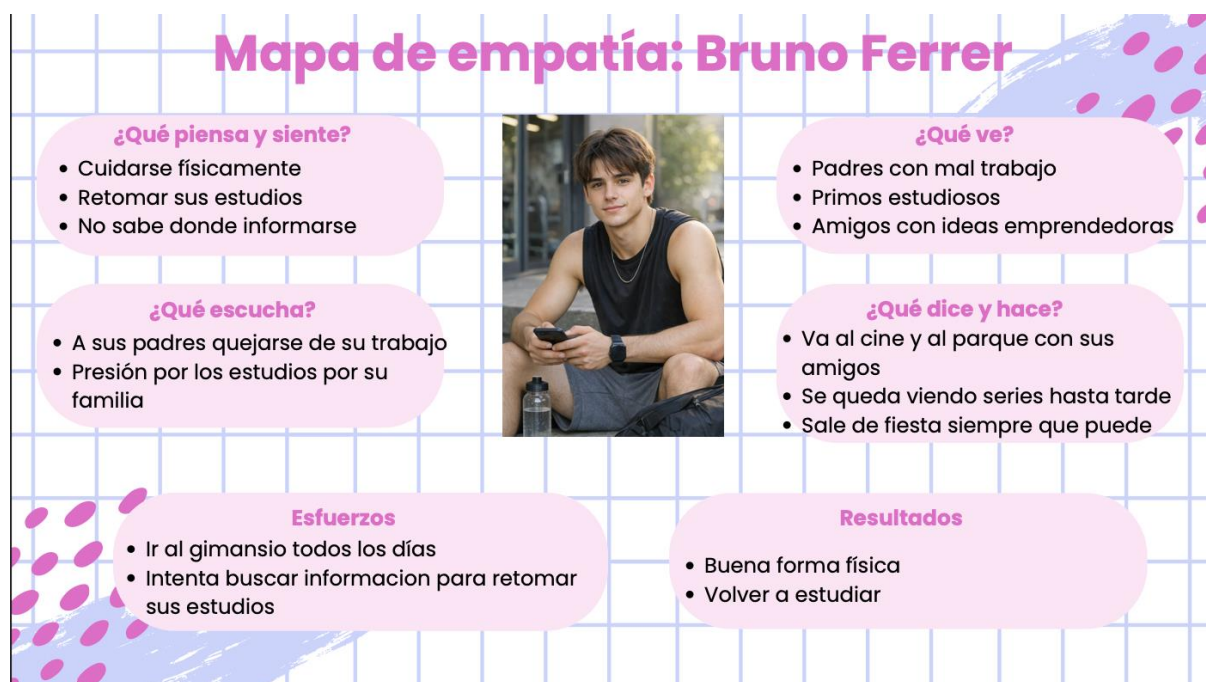 Mapa de empatía: Bruno Ferrer
¿Qué piensa y siente?
• Cuidarse físicamente
• Retomar sus estudios
• No sabe donde informarse
¿Qué ve?
• Padres con mal trabajo
• Primos estudiosos
• Amigos con ideas emprendedoras
¿Qué escucha?
• A sus padres quejarse de su trabajo
• Presión por los estudios por su
familia
¿Qué dice y hace?
• Va al cine y al parque con sus
amigos
• Se queda viendo series hasta tarde
• Sale de fiesta siempre que puede
Esfuerzos
• Ir al gimansio todos los días
• Intenta buscar informacion para retomar
sus estudios
Resultados
• Buena forma física
• Volver a estudiar